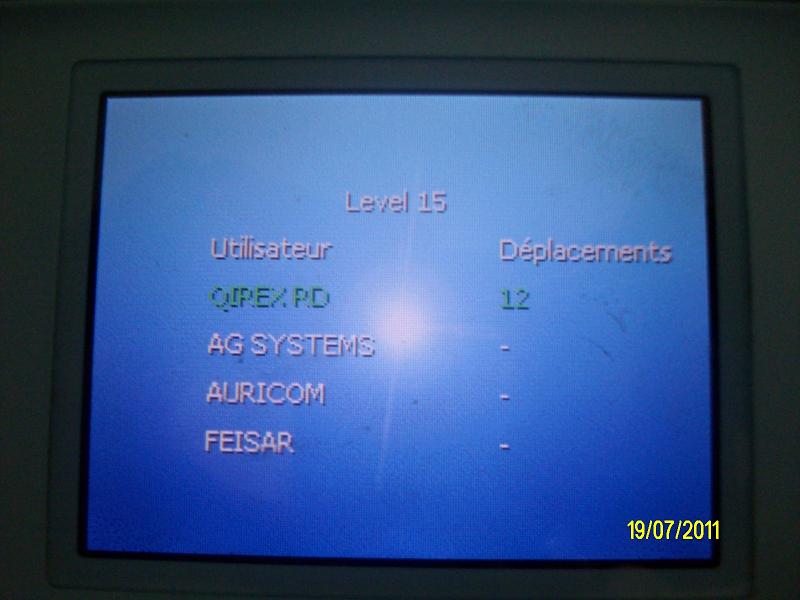 Level 15
Utilisateur Déplacements
QIREX RD 12
AG SYSTEMS -
AURICOM -
FEISAR -
19/07/2011